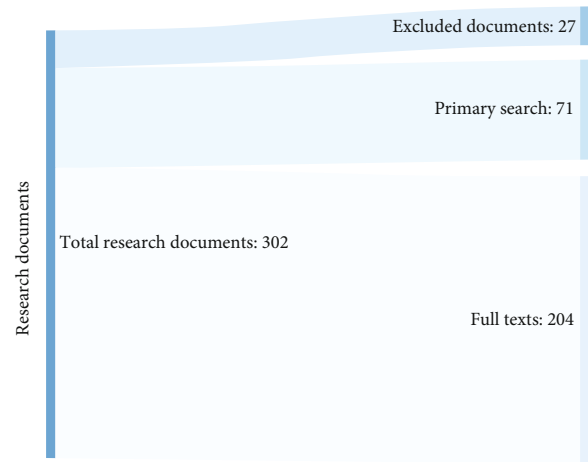 Excluded documents: 27
Primary search: 71
Research documents
Total research documents: 302
Full texts: 204